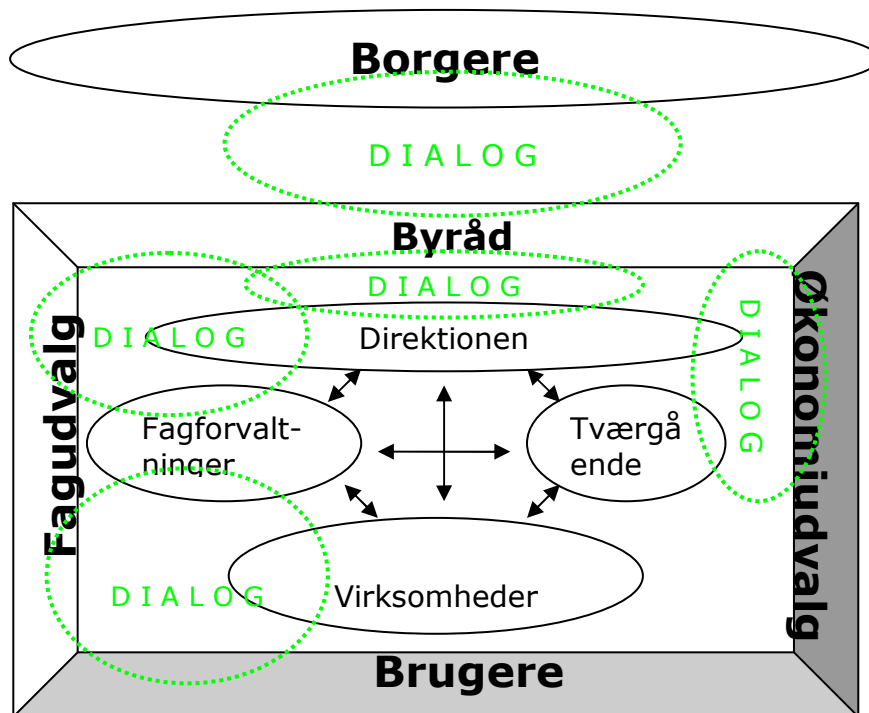 Borgere
D I A L O G
Byråd
D I A L O G
D I A L O G
Direktionen
D I A L O G
Fagudvalg
Økonomiudvalg
Fagforvalt-
ninger
Tværgå
ende
D I A L O G
Virksomheder
Brugere